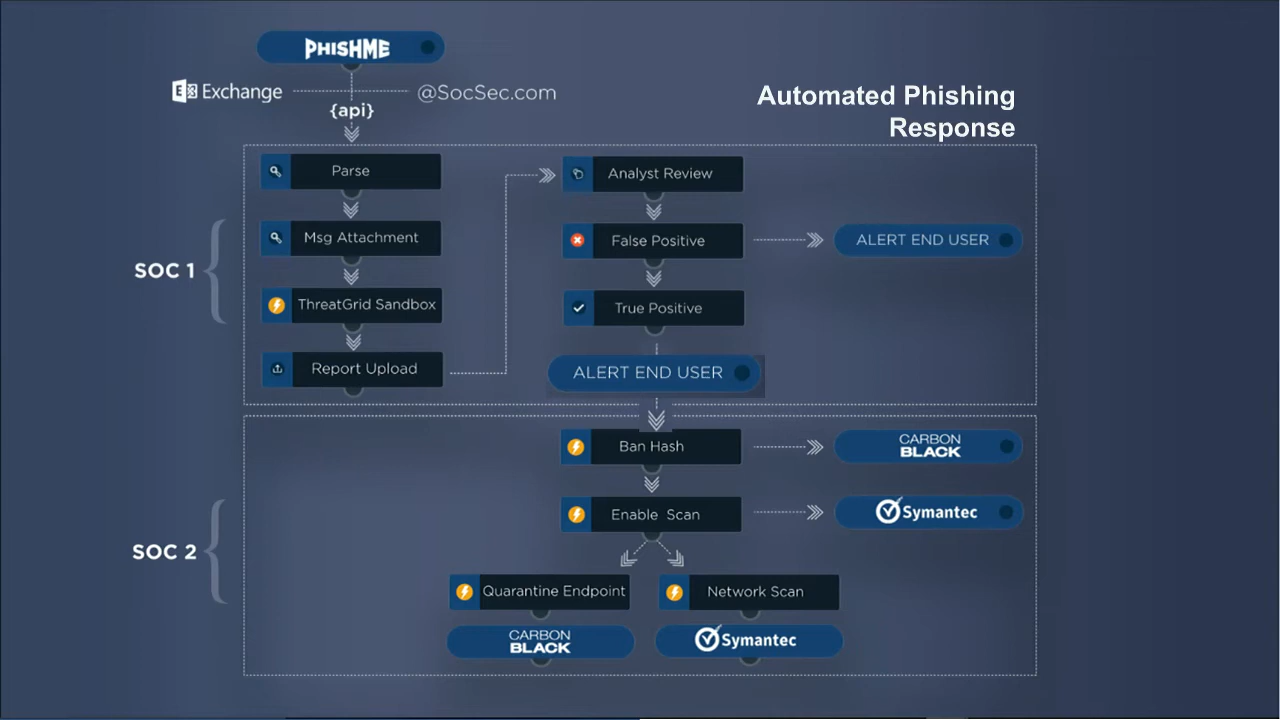 PHISHME
Exchange
@SocSec.com
{api}
Automated Phishing
Response
SOC 1
Parse
Msg Attachment
ThreatGrid Sandbox
Report Upload
Analyst Review
False Positive
ALERT END USER
True Positive
ALERT END USER
SOC 2
Ban Hash
CARBON
BLACK
Enable Scan
Symantec
Quarantine Endpoint
CARBON
BLACK
Network Scan
Symantec